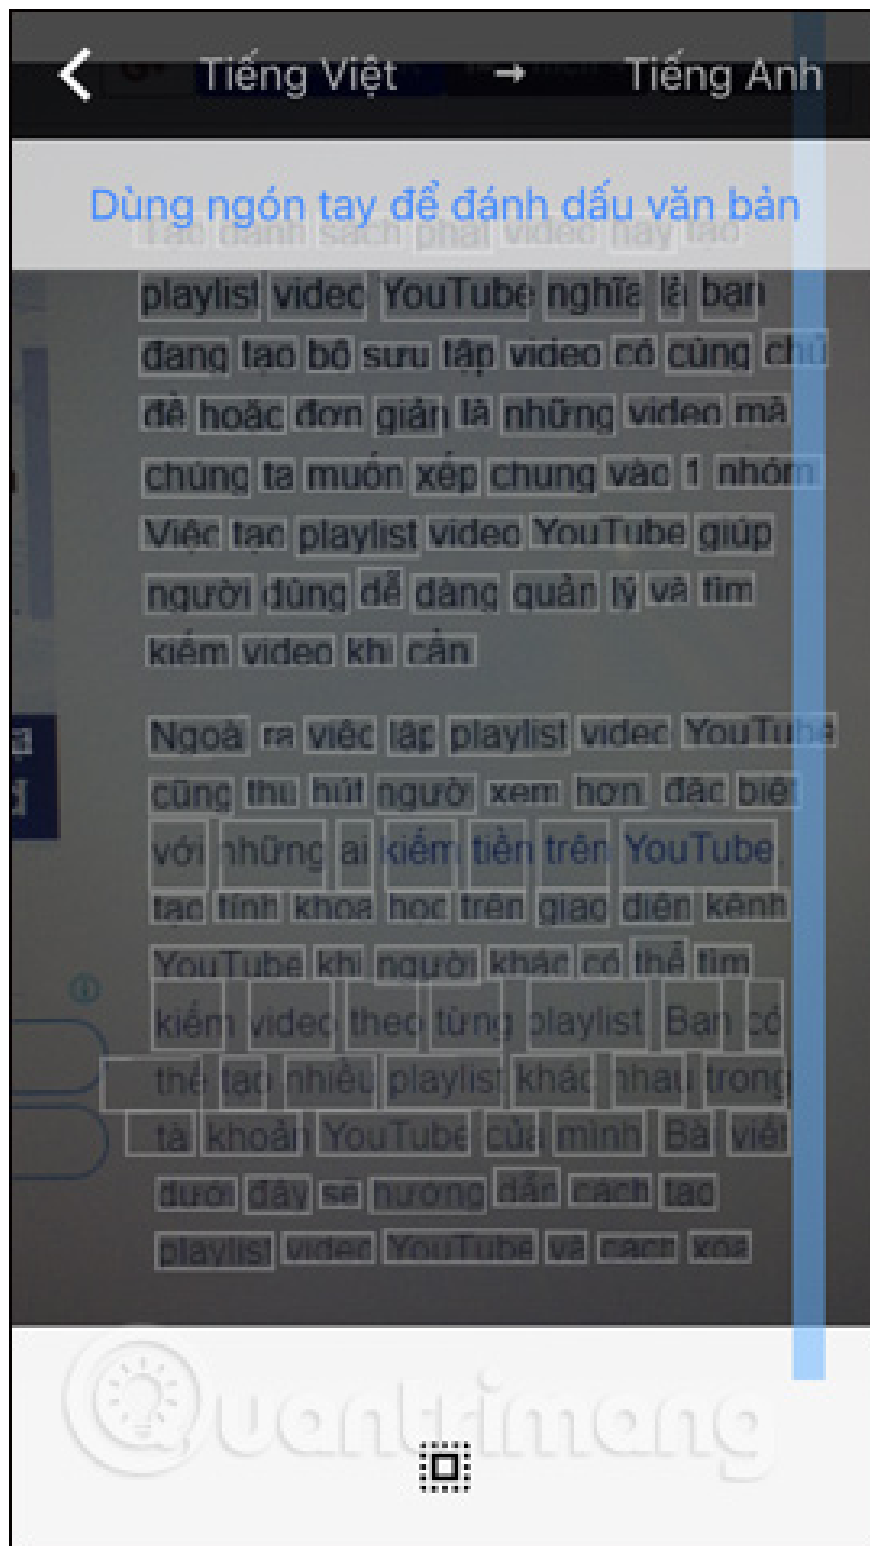 Tiếng Việt → Tiếng Anh
Dùng ngón tay để đánh dấu văn bản
Tạo danh sách phát video hay tạo
playlist video YouTube nghĩa là bạn
đang tạo bộ sưu tập video có cùng chủ
đề hoặc đơn giản là những video mà
chúng ta muốn xếp chung vào 1 nhóm.
Việc tạo playlist video YouTube giúp
người dùng dễ dàng quản lý và tìm
kiếm video khi cần.
Ngoài ra việc lập playlist video YouTube
cũng thu hút người xem hơn, đặc biệt
với những ai kiếm tiền trên YouTube,
tạo tính khoa học trên giao diện kênh
YouTube khi người khác có thể tìm
kiếm video theo từng playlist. Bạn có
thể tạo nhiều playlist khác nhau trong
tài khoản YouTube của mình. Bài viết
dưới đây sẽ hướng dẫn cách tạo
playlist video YouTube và cách xóa
Quantrimang